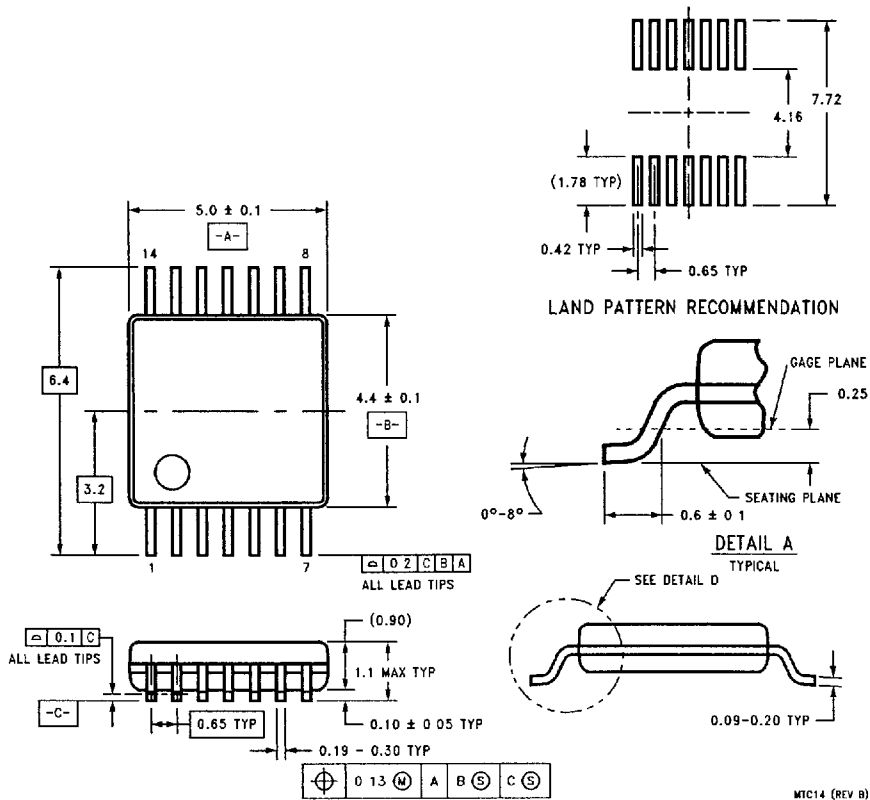 7.72
4.16
(1.78 TYP)
0.42 TYP
0.65 TYP
LAND PATTERN RECOMMENDATION
5.0 ± 0.1
-A-
14
8
6.4
4.4 ± 0.1
-B-
3.2
1
7
⌓ 0 2 C B A
ALL LEAD TIPS
GAGE PLANE
0.25
SEATING PLANE
0°-8°
0.6 ± 0 1
DETAIL A
TYPICAL
SEE DETAIL D
⌓ 0.1 C
ALL LEAD TIPS
(0.90)
1.1 MAX TYP
-C-
0.65 TYP
0.10 ± 0 05 TYP
0.19 - 0.30 TYP
0.09-0.20 TYP
⌖ 0 13 Ⓜ A B Ⓢ C Ⓢ
MTC14 (REV B)